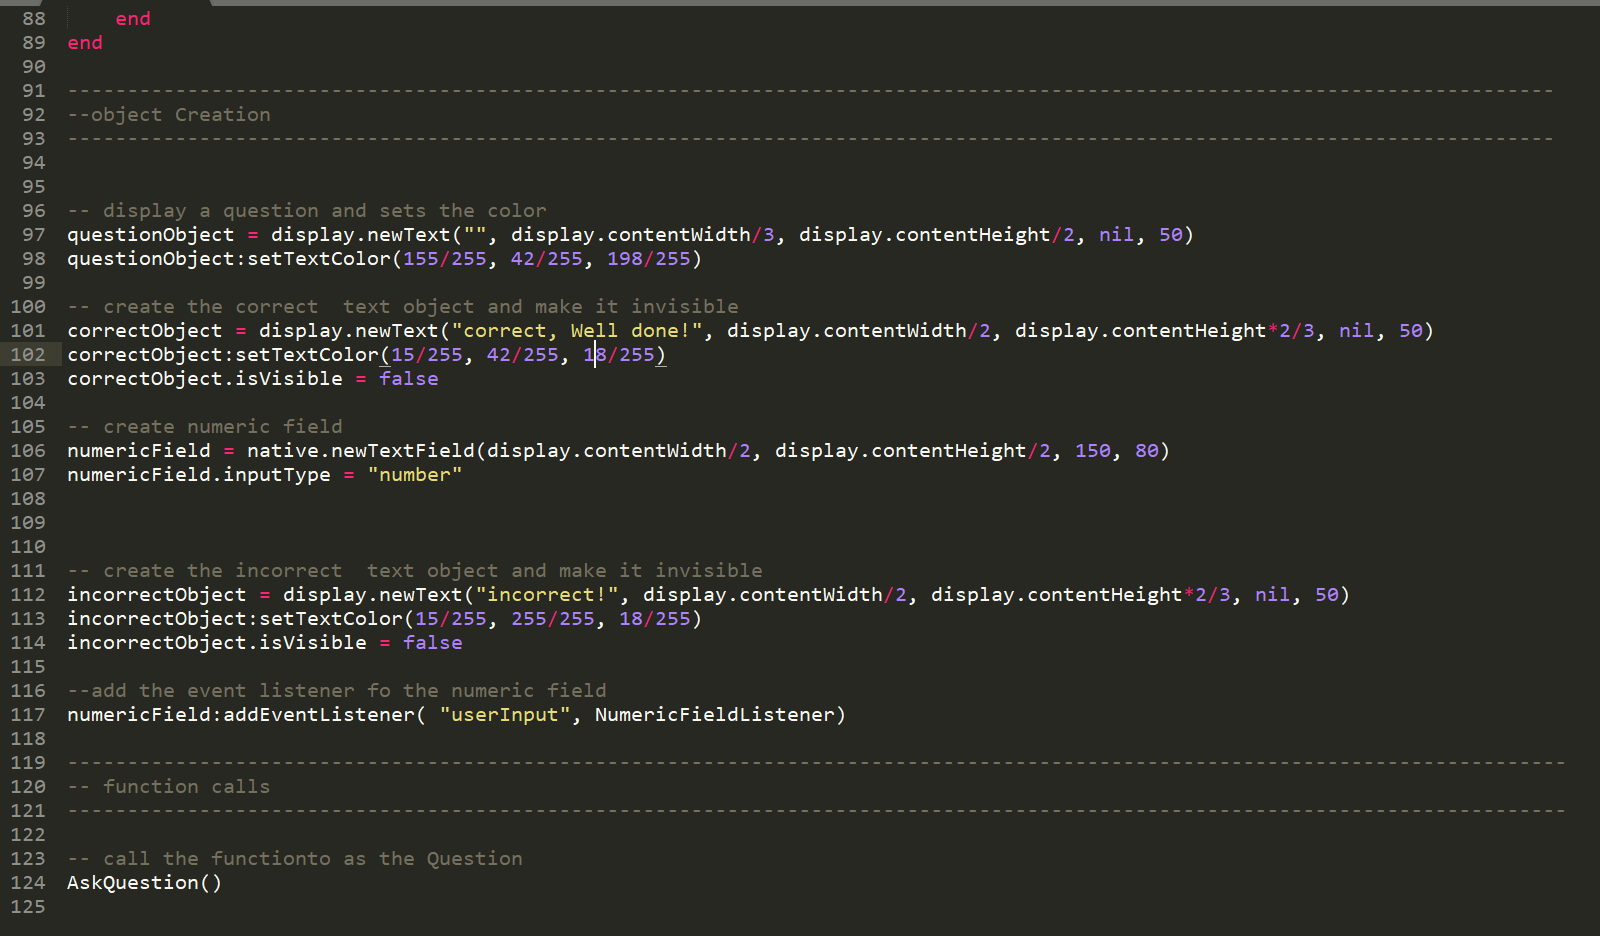 88 end
89 end
90
91 ----------------------------------------------------------------------------------------------------------------------------
92 --object Creation
93 ----------------------------------------------------------------------------------------------------------------------------
94
95
96 -- display a question and sets the color
97 questionObject = display.newText("", display.contentWidth/3, display.contentHeight/2, nil, 50)
98 questionObject:setTextColor(155/255, 42/255, 198/255)
99
100 -- create the correct  text object and make it invisible
101 correctObject = display.newText("correct, Well done!", display.contentWidth/2, display.contentHeight*2/3, nil, 50)
102 correctObject:setTextColor(15/255, 42/255, 18/255)
103 correctObject.isVisible = false
104
105 -- create numeric field
106 numericField = native.newTextField(display.contentWidth/2, display.contentHeight/2, 150, 80)
107 numericField.inputType = "number"
108
109
110
111 -- create the incorrect  text object and make it invisible
112 incorrectObject = display.newText("incorrect!", display.contentWidth/2, display.contentHeight*2/3, nil, 50)
113 incorrectObject:setTextColor(15/255, 255/255, 18/255)
114 incorrectObject.isVisible = false
115
116 --add the event listener fo the numeric field
117 numericField:addEventListener( "userInput", NumericFieldListener)
118
119 -----------------------------------------------------------------------------------------------------------------------------
120 -- function calls
121 -----------------------------------------------------------------------------------------------------------------------------
122
123 -- call the functionto as the Question
124 AskQuestion()
125